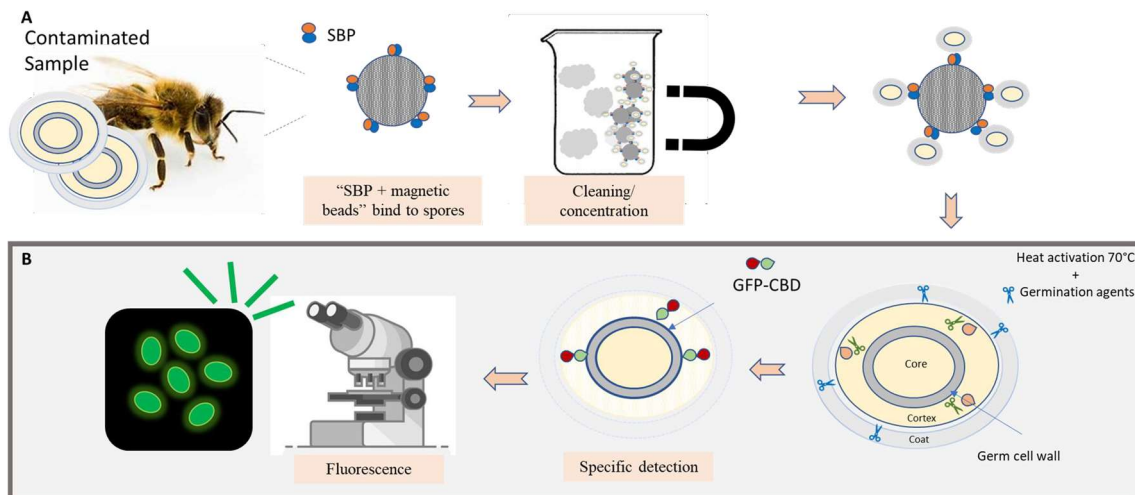 A
Contaminated
Sample
SBP
“SBP + magnetic
beads” bind to spores
Cleaning/
concentration
B
Heat activation 70°C
+
Germination agents
GFP-CBD
Core
Cortex
Coat
Germ cell wall
Specific detection
Fluorescence